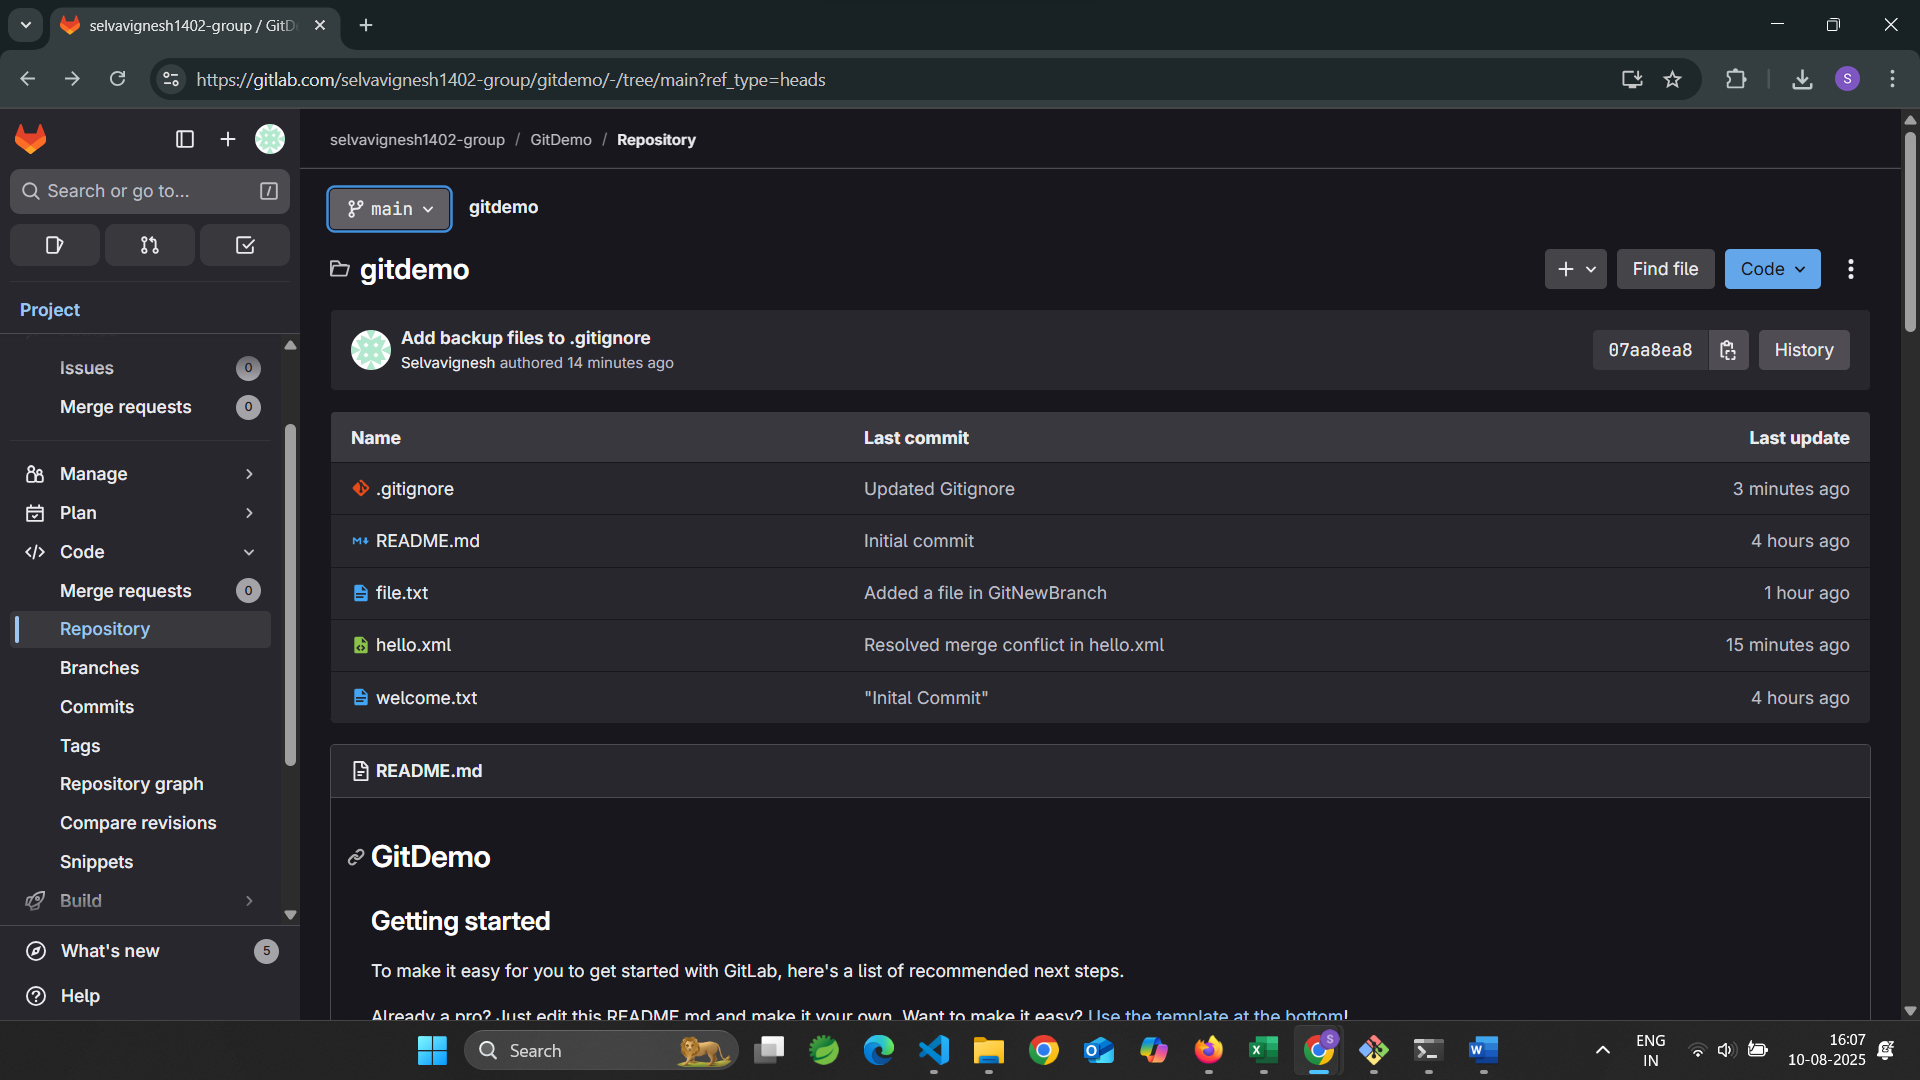 selvavignesh1402-group / GitD
https://gitlab.com/selvavignesh1402-group/gitdemo/-/tree/main?ref_type=heads
S
Search or go to...
/
Project
Issues 0
Merge requests 0
Manage
Plan
Code
Merge requests 0
Repository
Branches
Commits
Tags
Repository graph
Compare revisions
Snippets
Build
What's new 5
Help
selvavignesh1402-group / GitDemo / Repository
main gitdemo
gitdemo
Find file
Code
Add backup files to .gitignore
Selvavignesh authored 14 minutes ago
07aa8ea8
History
Name Last commit Last update
.gitignore Updated Gitignore 3 minutes ago
README.md Initial commit 4 hours ago
file.txt Added a file in GitNewBranch 1 hour ago
hello.xml Resolved merge conflict in hello.xml 15 minutes ago
welcome.txt "Inital Commit" 4 hours ago
README.md
GitDemo
Getting started
To make it easy for you to get started with GitLab, here's a list of recommended next steps.
Already a pro? Just edit this README.md and make it your own. Want to make it easy? Use the template at the bottom!
Search
ENG
IN
16:07
10-08-2025